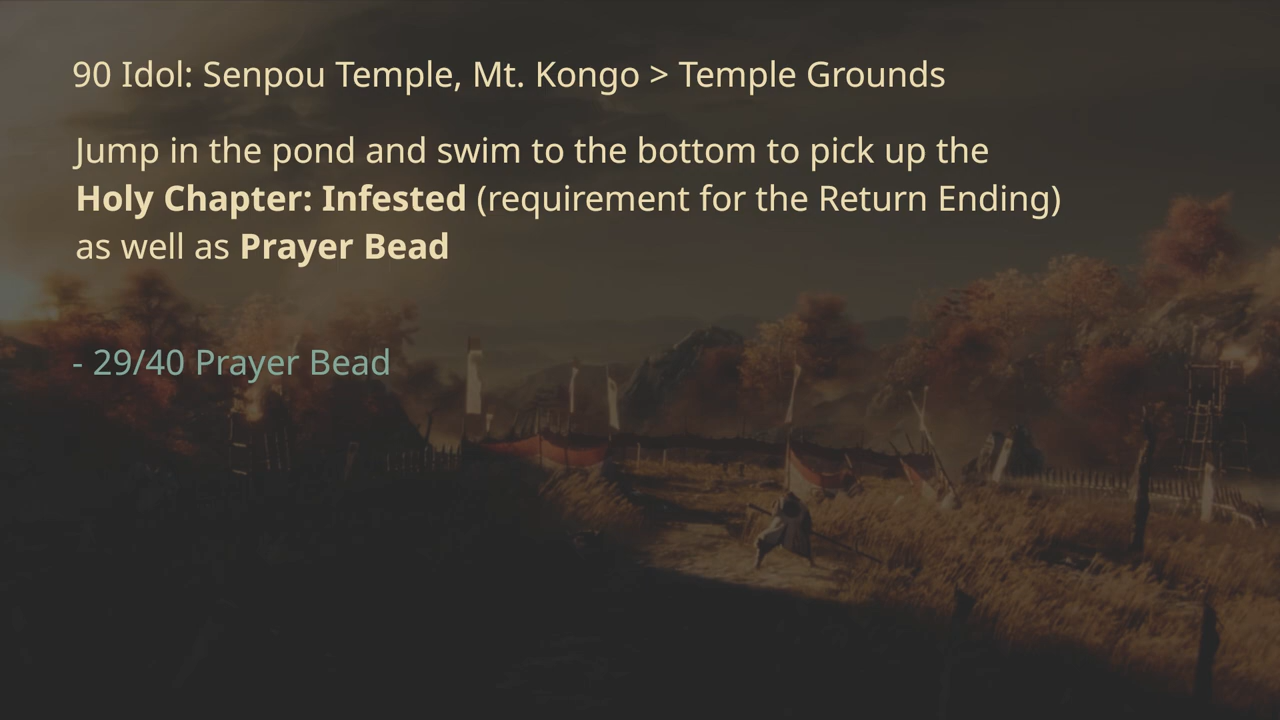 90 Idol: Senpou Temple, Mt. Kongo > Temple Grounds
Jump in the pond and swim to the bottom to pick up the
Holy Chapter: Infested (requirement for the Return Ending)
as well as Prayer Bead
- 29/40 Prayer Bead